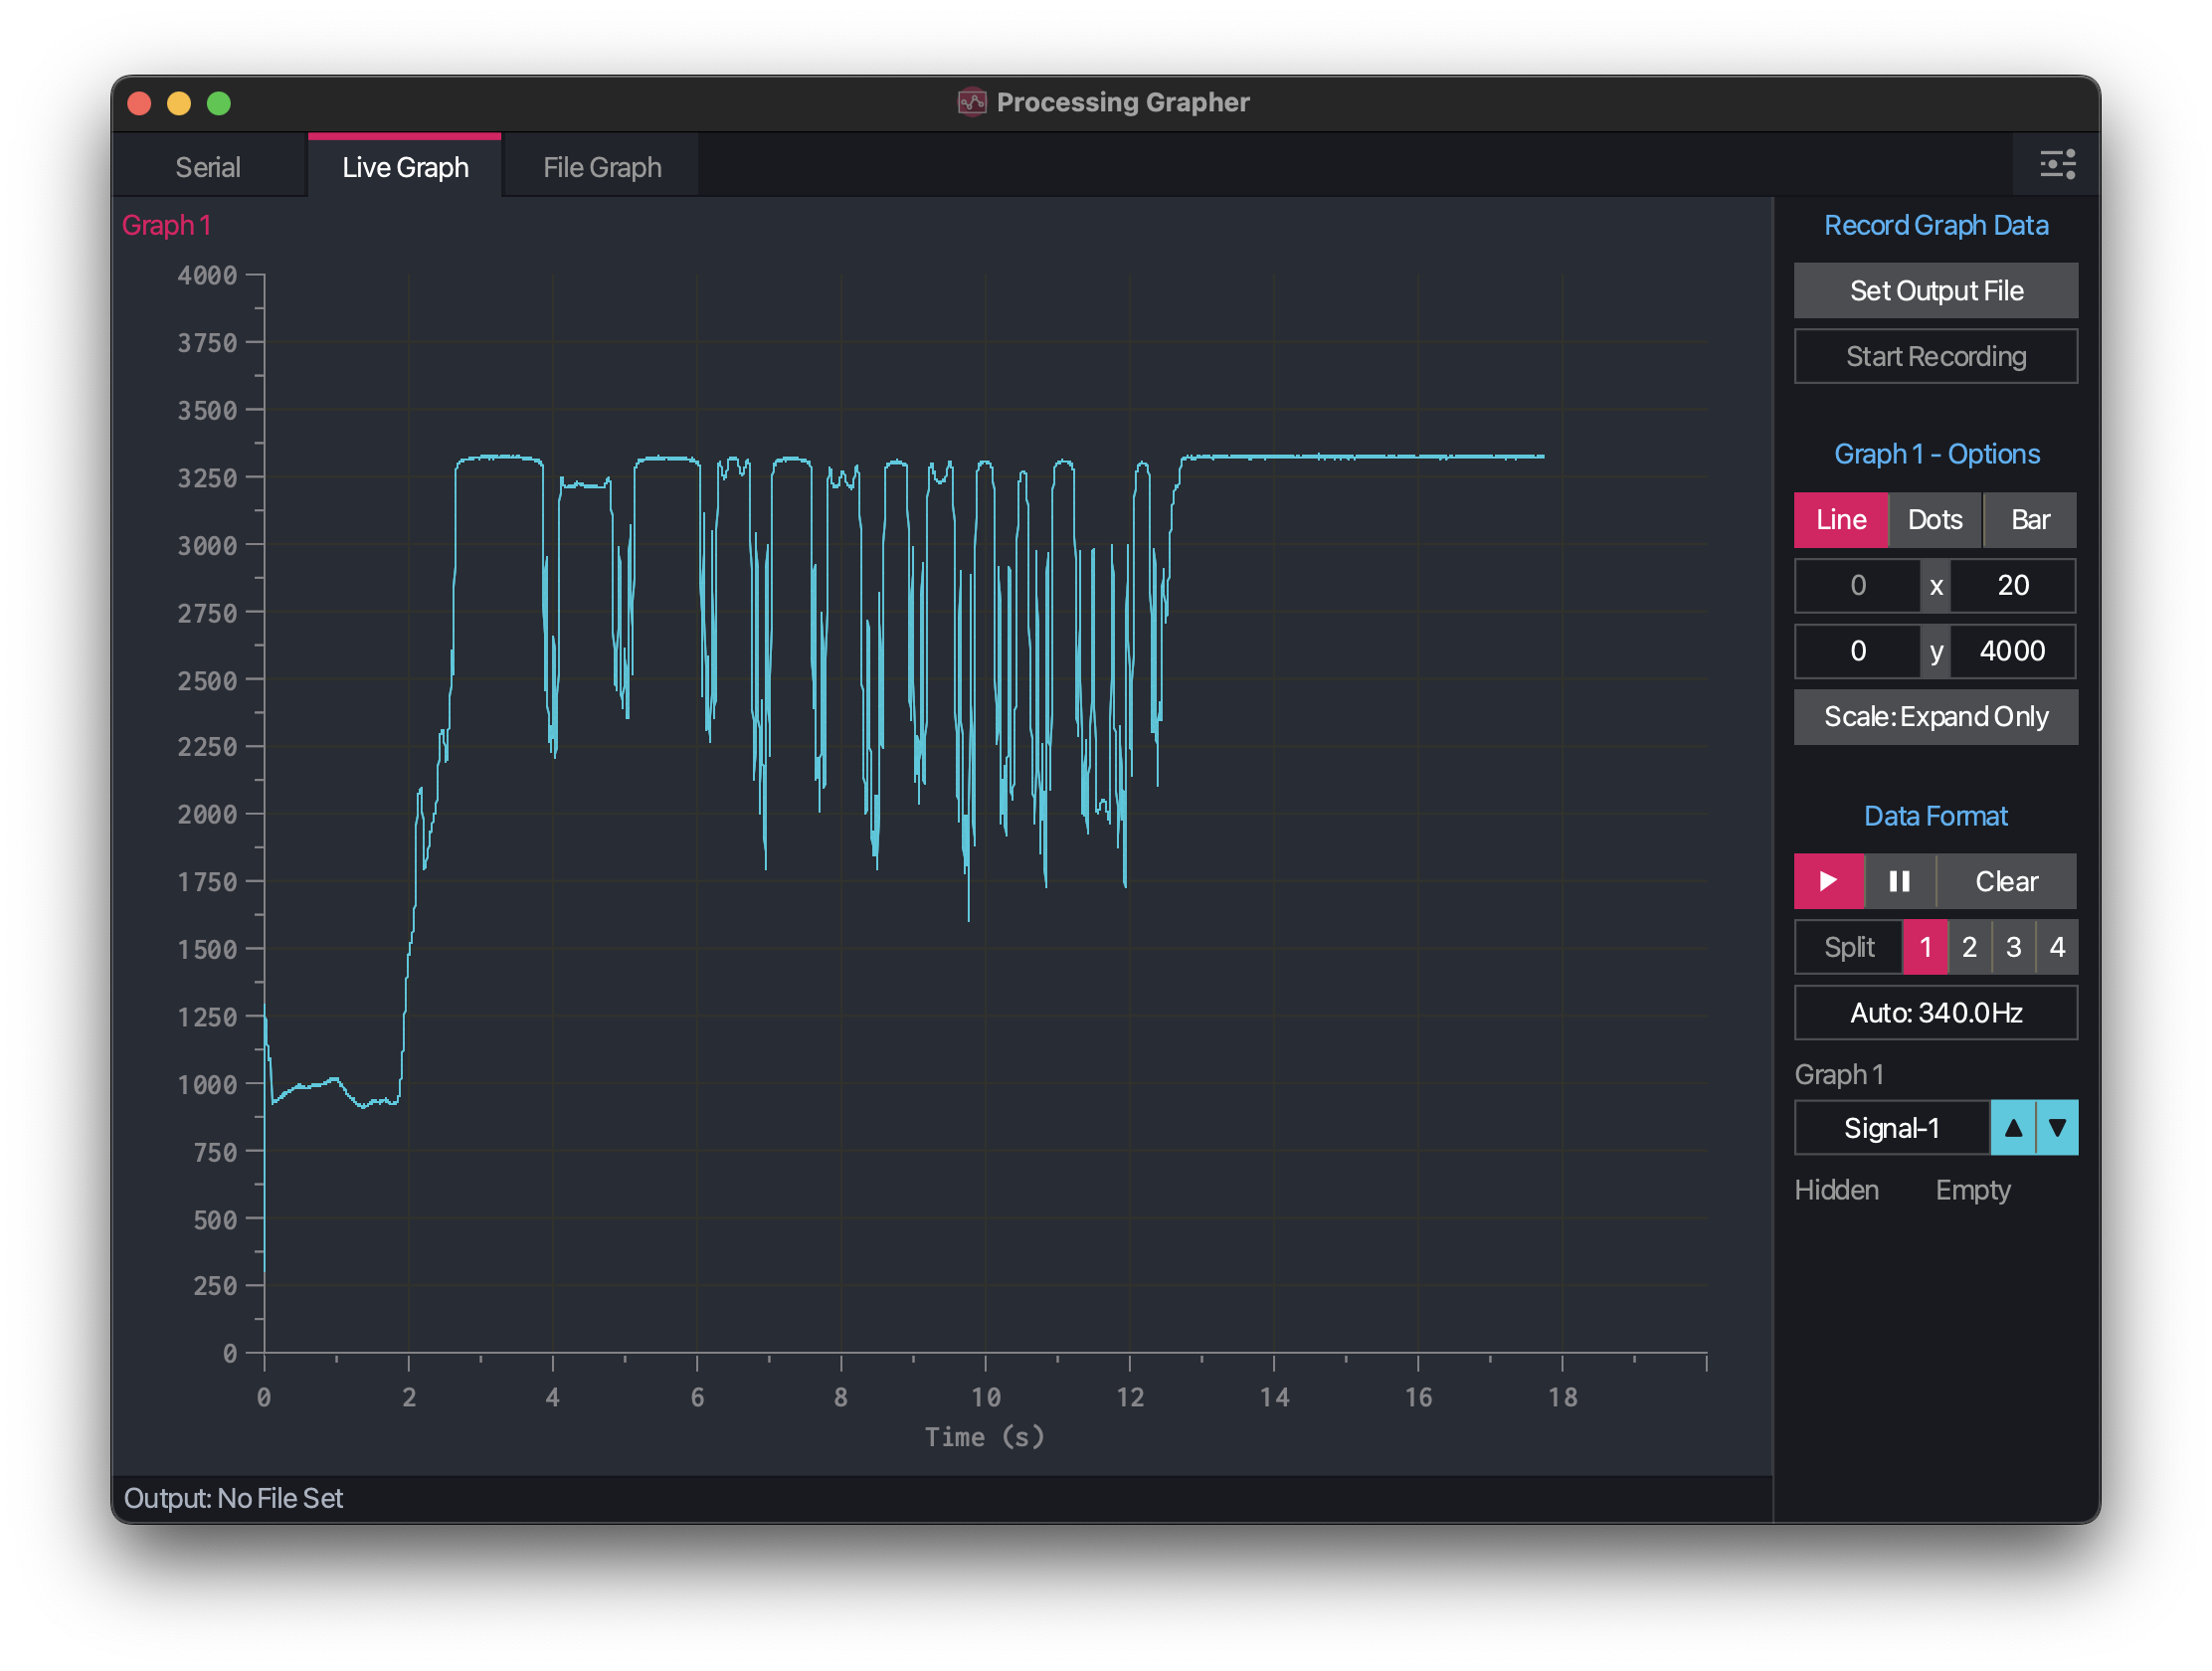 Processing Grapher
Serial
Live Graph
File Graph
Graph 1
4000
3750
3500
3250
3000
2750
2500
2250
2000
1750
1500
1250
1000
750
500
250
0
0 2 4 6 8 10 12 14 16 18
Time (s)
Output: No File Set
Record Graph Data
Set Output File
Start Recording
Graph 1 - Options
Line Dots Bar
0 x 20
0 y 4000
Scale: Expand Only
Data Format
Clear
Split 1 2 3 4
Auto: 340.0Hz
Graph 1
Signal-1
Hidden Empty